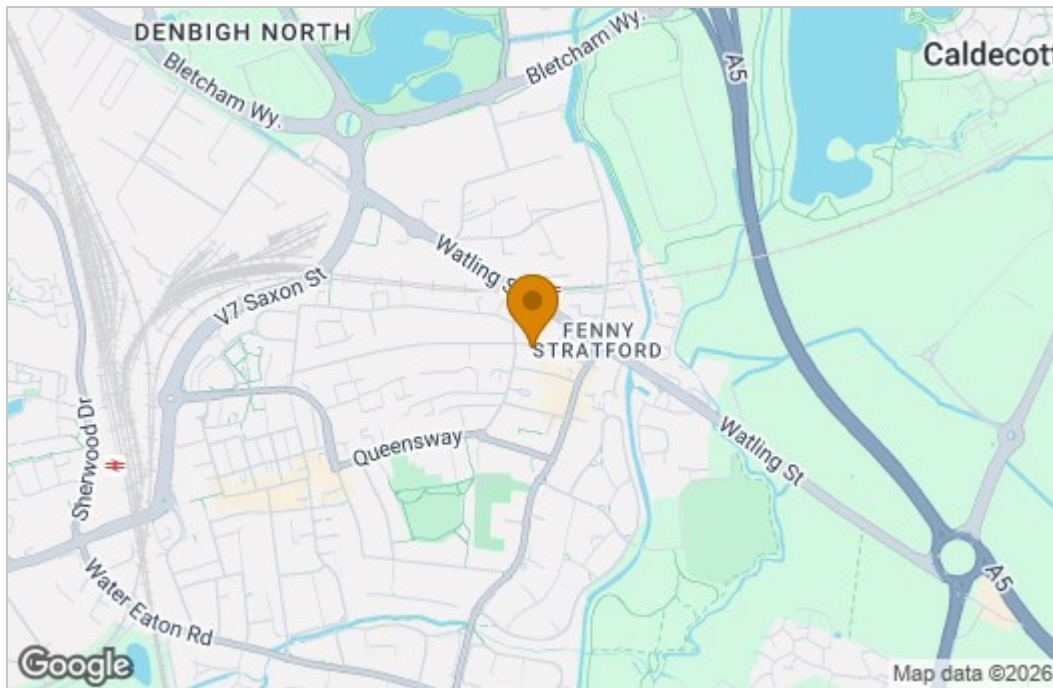 DENBIGH NORTH
Bletcham Wy.
Bletcham Wy.
A5
Caldecott
Watling St
V7 Saxon St
FENNY
STRATFORD
Sherwood Dr
Queensway
Watling St
Water Eaton Rd
A5
Google
Map data ©2026